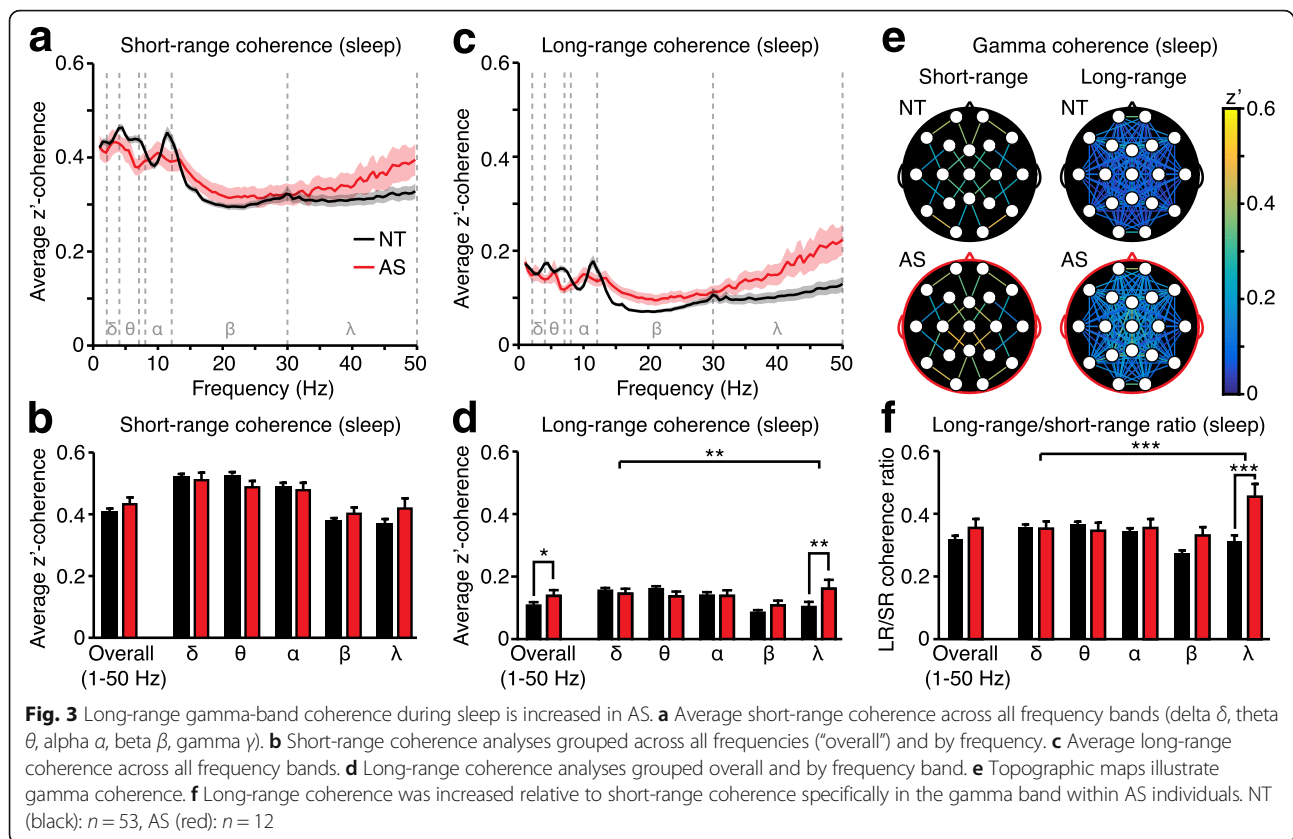 a Short-range coherence (sleep)
0.6
0.4
0.2
0
Average z'-coherence
NT
AS
δ θ α β λ
0 10 20 30 40 50
Frequency (Hz)
c Long-range coherence (sleep)
0.6
0.4
0.2
0
Average z'-coherence
δ θ α β λ
0 10 20 30 40 50
Frequency (Hz)
e Gamma coherence (sleep)
Short-range Long-range
NT NT
AS AS
z'
0.6
0.4
0.2
0
b Short-range coherence (sleep)
0.6
0.4
0.2
0
Average z'-coherence
Overall δ θ α β λ
(1-50 Hz)
d Long-range coherence (sleep)
0.6
0.4
0.2
0
Average z'-coherence
**
* **
Overall δ θ α β λ
(1-50 Hz)
f Long-range/short-range ratio (sleep)
0.6
0.4
0.2
0
LR/SR coherence ratio
***
***
Overall δ θ α β λ
(1-50 Hz)
Fig. 3 Long-range gamma-band coherence during sleep is increased in AS. a Average short-range coherence across all frequency bands (delta δ, theta
θ, alpha α, beta β, gamma γ). b Short-range coherence analyses grouped across all frequencies (“overall”) and by frequency. c Average long-range
coherence across all frequency bands. d Long-range coherence analyses grouped overall and by frequency band. e Topographic maps illustrate
gamma coherence. f Long-range coherence was increased relative to short-range coherence specifically in the gamma band within AS individuals. NT
(black): n = 53, AS (red): n = 12